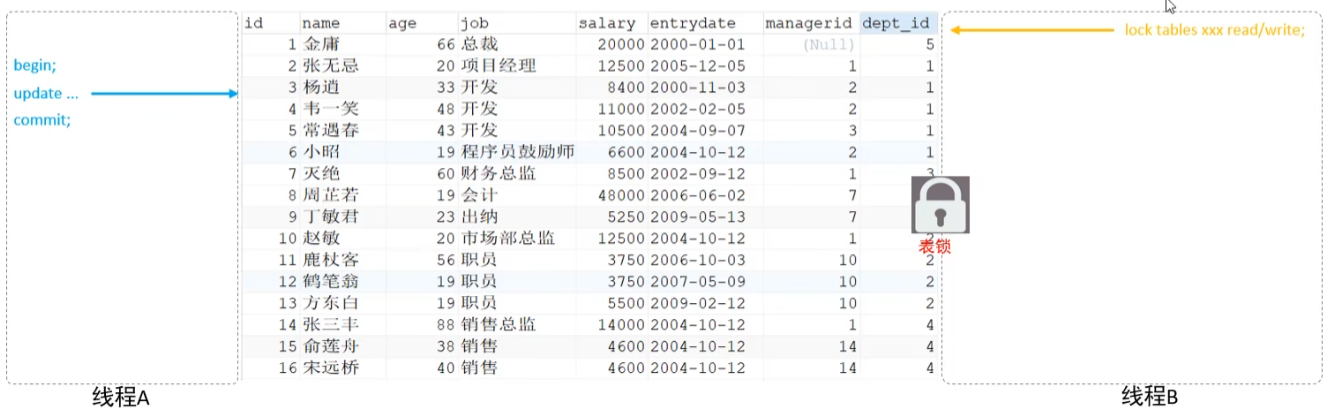 id name age job salary entrydate managerid dept_id
lock tables xxx read/write;
1 金庸 66 总裁 20000 2000-01-01 (Null) 5
begin;
2 张无忌 20 项目经理 12500 2005-12-05 1 1
update ...
3 杨逍 33 开发 8400 2000-11-03 2 1
4 韦一笑 48 开发 11000 2002-02-05 2 1
commit;
5 常遇春 43 开发 10500 2004-09-07 3 1
6 小昭 19 程序员鼓励师 6600 2004-10-12 2 1
7 灭绝 60 财务总监 8500 2002-09-12 1 3
8 周芷若 19 会计 48000 2006-06-02 7
9 丁敏君 23 出纳 5250 2009-05-13 7
10 赵敏 20 市场部总监 12500 2004-10-12 1 2
表锁
11 鹿杖客 56 职员 3750 2006-10-03 10 2
12 鹤笔翁 19 职员 3750 2007-05-09 10 2
13 方东白 19 职员 5500 2009-02-12 10 2
14 张三丰 88 销售总监 14000 2004-10-12 1 4
15 俞莲舟 38 销售 4600 2004-10-12 14 4
16 宋远桥 40 销售 4600 2004-10-12 14 4
线程A
线程B